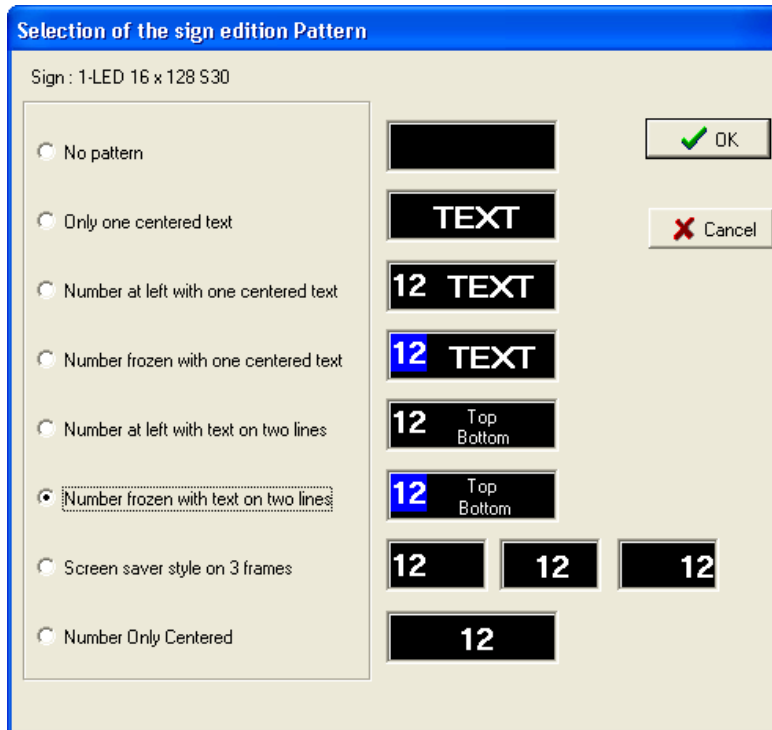 Selection of the sign edition Pattern
Sign : 1-LED 16 x 128 S30
No pattern
OK
Only one centered text
TEXT
Cancel
Number at left with one centered text
12 TEXT
Number frozen with one centered text
12 TEXT
Number at left with text on two lines
12 Top
Bottom
Number frozen with text on two lines
12 Top
Bottom
Screen saver style on 3 frames
12
12
12
Number Only Centered
12